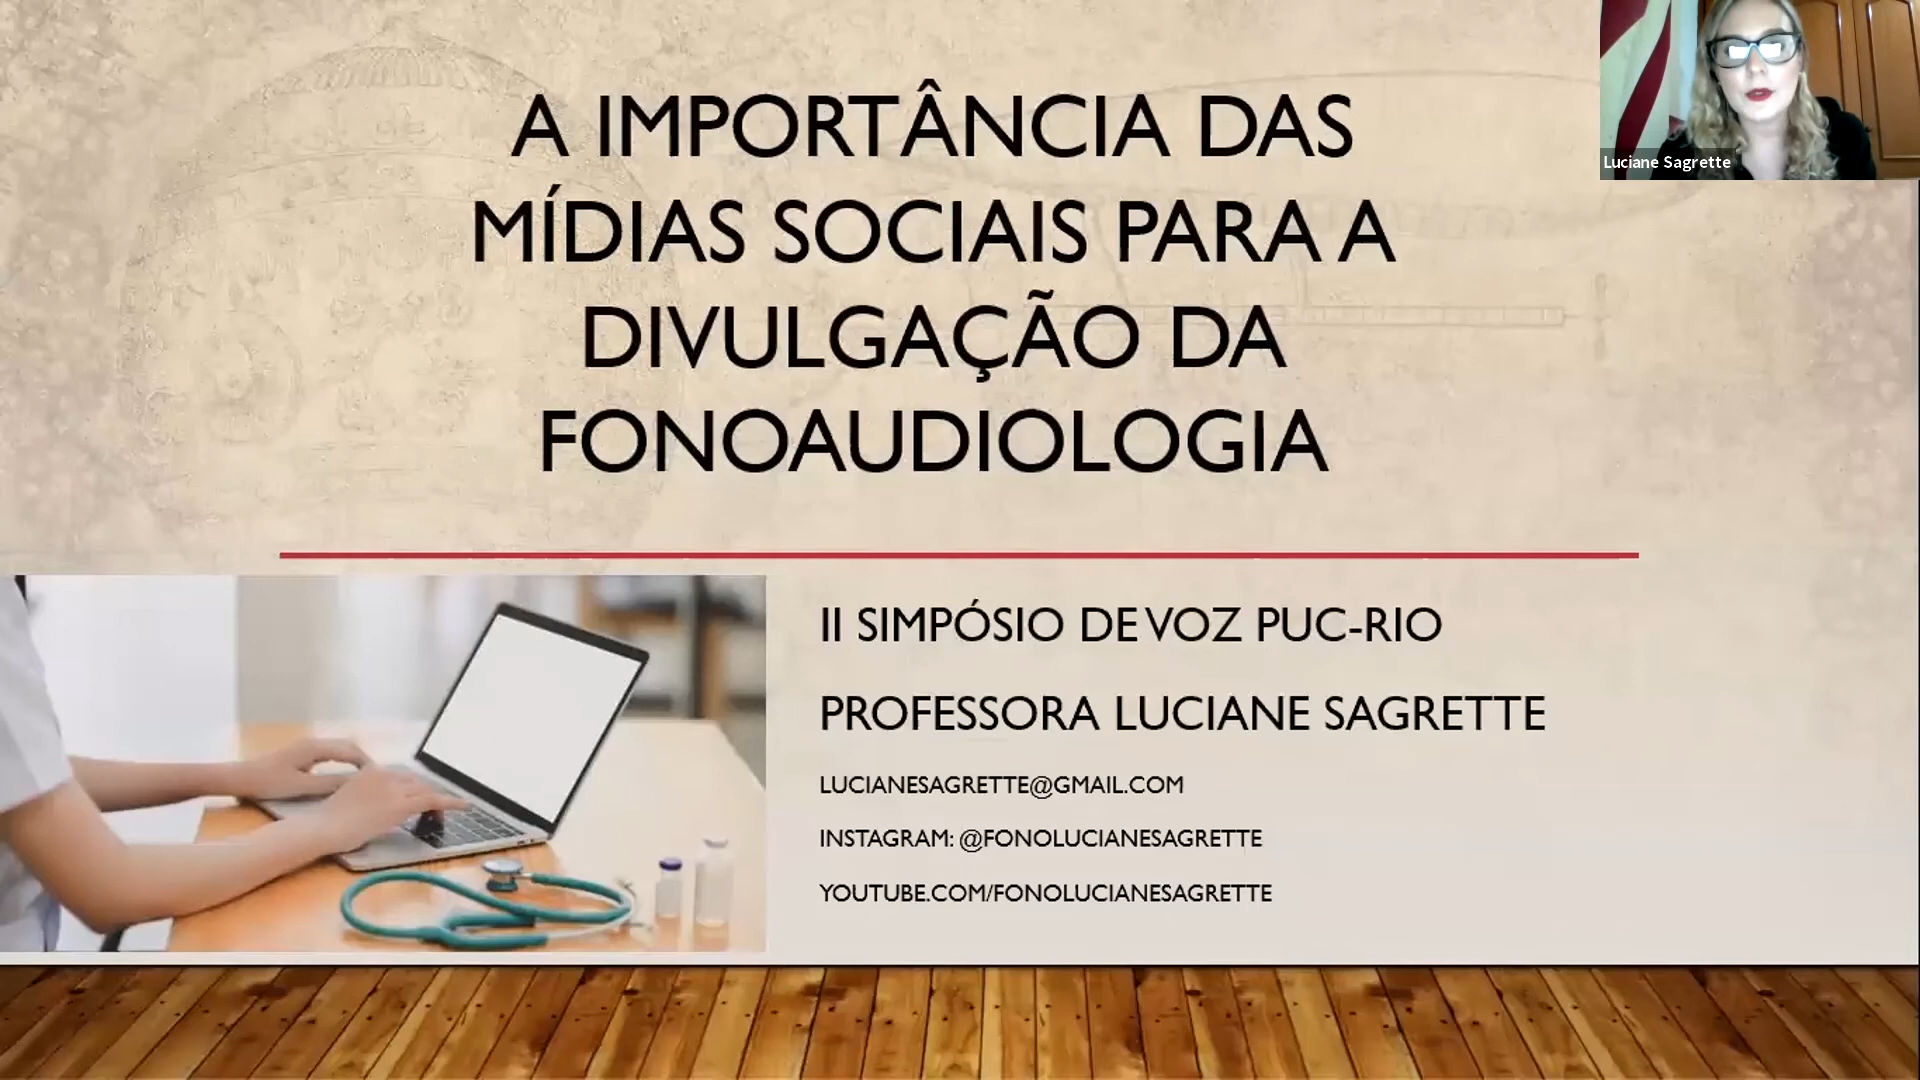 A IMPORTÂNCIA DAS
MÍDIAS SOCIAIS PARA A
DIVULGAÇÃO DA
FONOAUDIOLOGIA
Luciane Sagrette
II SIMPÓSIO DE VOZ PUC-RIO
PROFESSORA LUCIANE SAGRETTE
LUCIANESAGRETTE@GMAIL.COM
INSTAGRAM: @FONOLUCIANESAGRETTE
YOUTUBE.COM/FONOLUCIANESAGRETTE